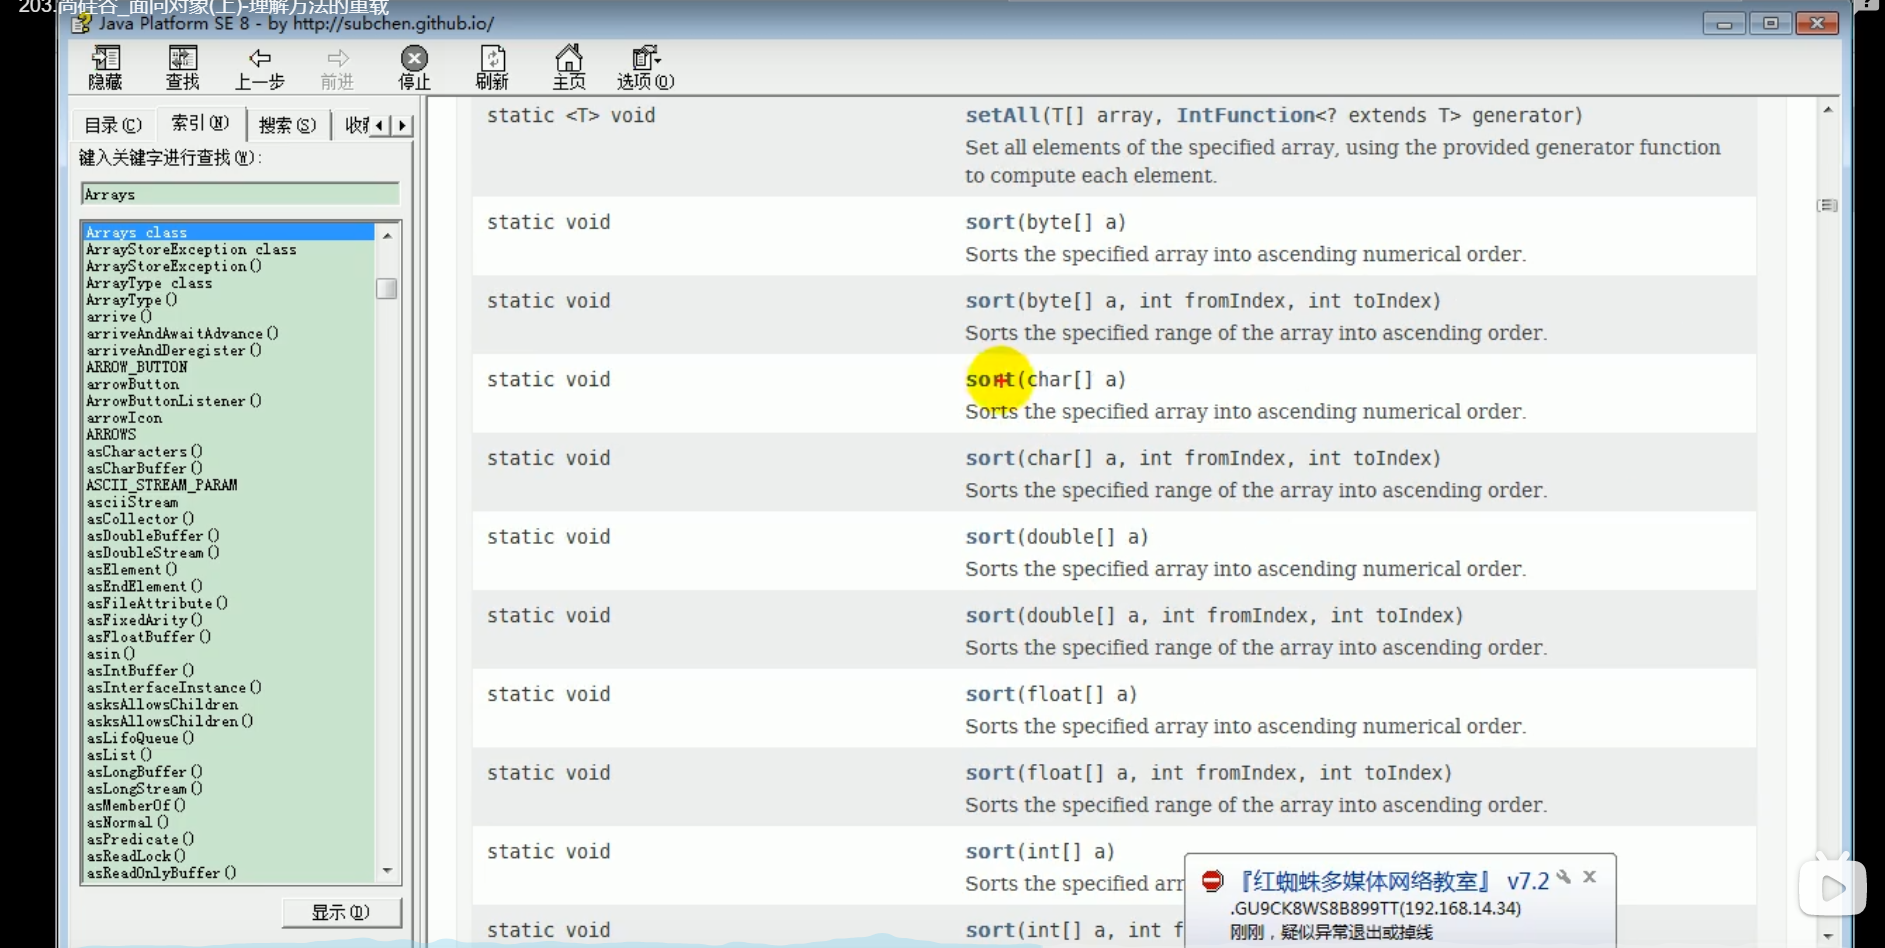 203.尚硅谷_面向对象(上)-理解方法的重载
Java Platform SE 8 - by http://subchen.github.io/
隐藏 查找 上一步 前进 停止 刷新 主页 选项(O)
目录(C) 索引(N) 搜索(S)
键入关键字进行查找(W):
Arrays
Arrays class
ArrayStoreException class
ArrayStoreException()
ArrayType class
ArrayType()
arrive()
arriveAndAwaitAdvance()
arriveAndDeregister()
ARROW_BUTTON
arrowButton
ArrowButtonListener()
arrowIcon
ARROWS
asCharacters()
asCharBuffer()
ASCII_STREAM_PARAM
asciiStream
asCollector()
asDoubleBuffer()
asDoubleStream()
asElement()
asEndElement()
asFileAttribute()
asFixedArity()
asFloatBuffer()
asin()
asIntBuffer()
asInterfaceInstance()
asksAllowsChildren
asksAllowsChildren()
asLifoQueue()
asList()
asLongBuffer()
asLongStream()
asMemberOf()
asNormal()
asPredicate()
asReadLock()
asReadOnlyBuffer()
显示(D)
static <T> void setAll(T[] array, IntFunction<? extends T> generator)
Set all elements of the specified array, using the provided generator function
to compute each element.
static void sort(byte[] a)
Sorts the specified array into ascending numerical order.
static void sort(byte[] a, int fromIndex, int toIndex)
Sorts the specified range of the array into ascending order.
static void sort(char[] a)
Sorts the specified array into ascending numerical order.
static void sort(char[] a, int fromIndex, int toIndex)
Sorts the specified range of the array into ascending order.
static void sort(double[] a)
Sorts the specified array into ascending numerical order.
static void sort(double[] a, int fromIndex, int toIndex)
Sorts the specified range of the array into ascending order.
static void sort(float[] a)
Sorts the specified array into ascending numerical order.
static void sort(float[] a, int fromIndex, int toIndex)
Sorts the specified range of the array into ascending order.
static void sort(int[] a)
Sorts the specified arr
static void sort(int[] a, int f
『红蜘蛛多媒体网络教室』 v7.2
.GU9CK8WS8B899TT(192.168.14.34)
刚刚，疑似异常退出或掉线